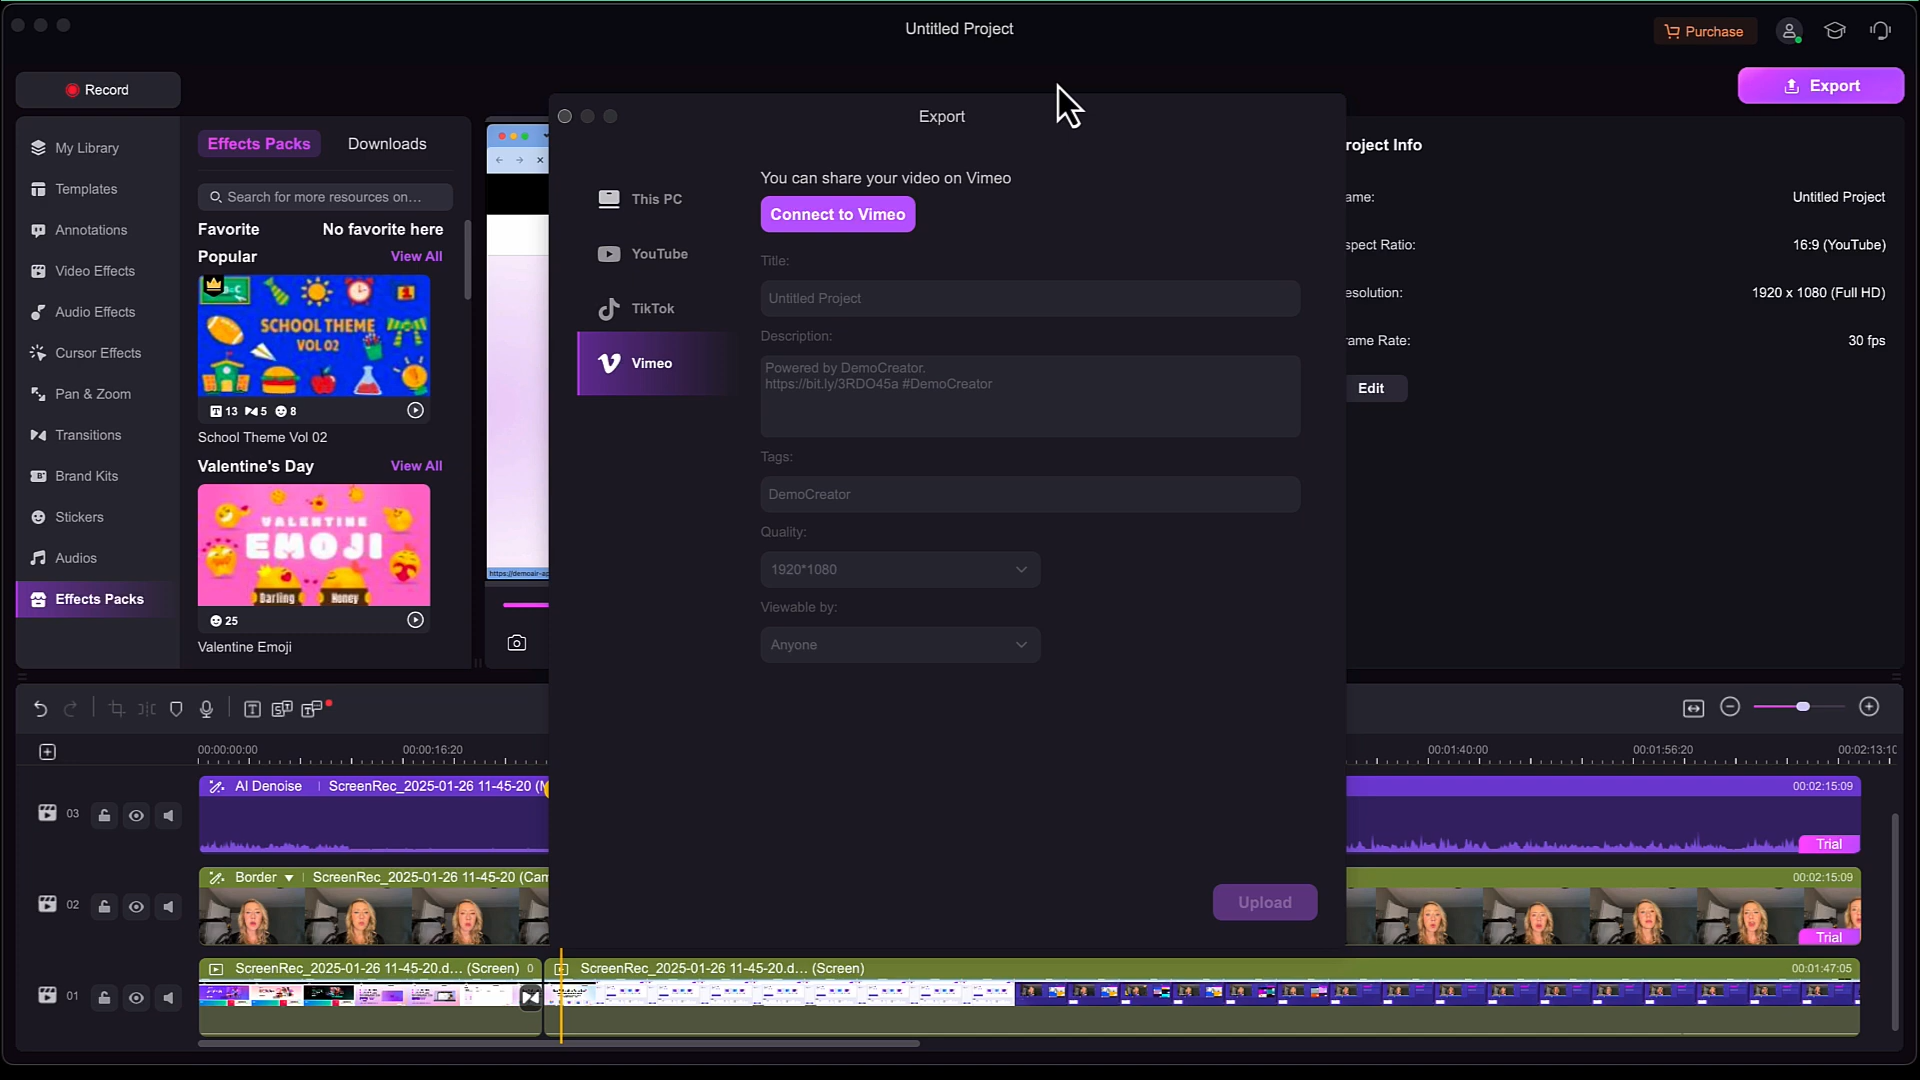 Untitled Project
Purchase
Record
Export
My Library
Templates
Annotations
Video Effects
Audio Effects
Cursor Effects
Pan & Zoom
Transitions
Brand Kits
Stickers
Audios
Effects Packs
Effects Packs
Downloads
Search for more resources on...
Favorite
No favorite here
Popular
View All
SCHOOL THEME
VOL 02
13
5
8
School Theme Vol 02
Valentine's Day
View All
VALENTINE
EMOJI
Darling
Honey
25
Valentine Emoji
https://demoair-ap
Export
This PC
YouTube
TikTok
Vimeo
You can share your video on Vimeo
Connect to Vimeo
Title:
Untitled Project
Description:
Powered by DemoCreator.
https://bit.ly/3RDO45a #DemoCreator
Tags:
DemoCreator
Quality:
1920*1080
Viewable by:
Anyone
Upload
roject Info
ame:
Untitled Project
spect Ratio:
16:9 (YouTube)
esolution:
1920 x 1080 (Full HD)
rame Rate:
30 fps
Edit
00:00:00:00
00:00:16:20
00:01:40:00
00:01:56:20
00:02:13:10
03
AI Denoise
ScreenRec_2025-01-26 11-45-20 (M
00:02:15:09
Trial
02
Border
ScreenRec_2025-01-26 11-45-20 (Cam
00:02:15:09
Trial
01
ScreenRec_2025-01-26 11-45-20.d... (Screen)
0
ScreenRec_2025-01-26 11-45-20.d... (Screen)
00:01:47:05